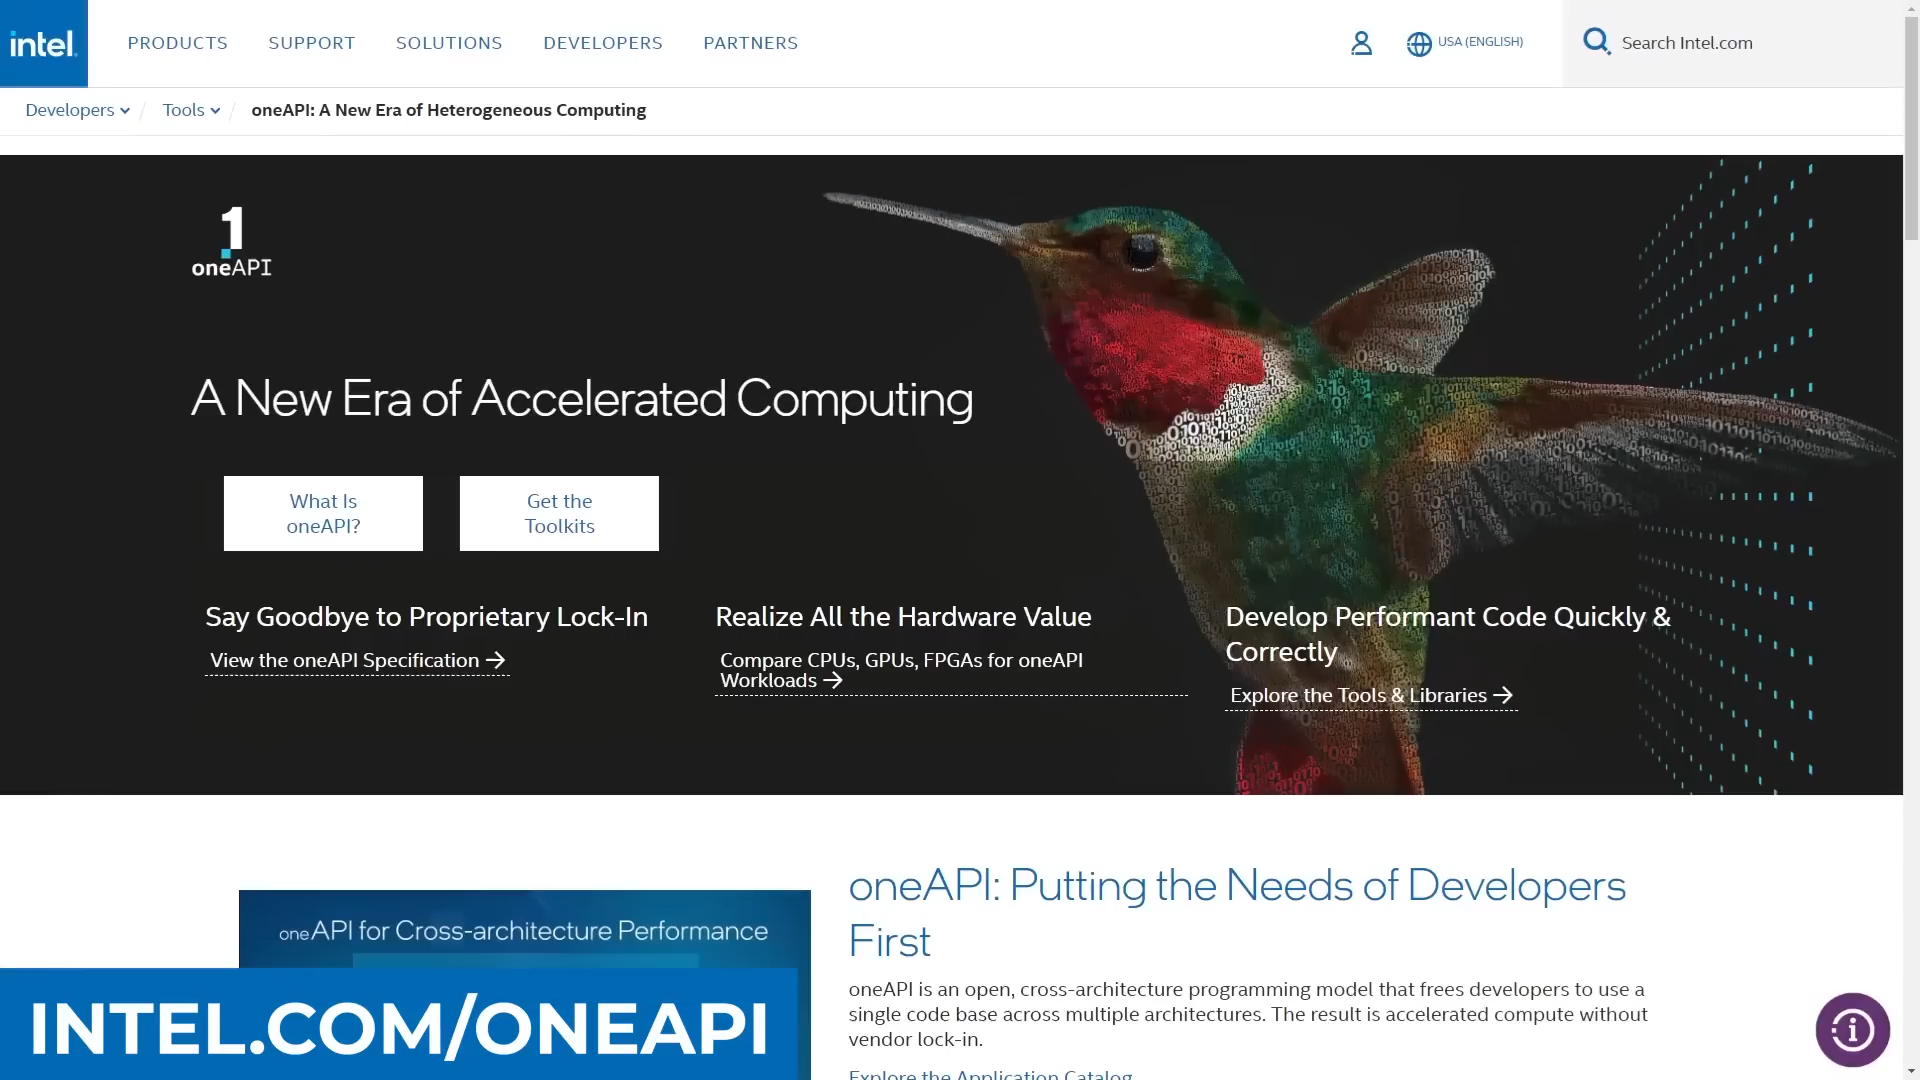 intel.
PRODUCTS
SUPPORT
SOLUTIONS
DEVELOPERS
PARTNERS
USA (ENGLISH)
Search Intel.com
Developers
Tools
oneAPI: A New Era of Heterogeneous Computing
1
oneAPI
A New Era of Accelerated Computing
What Is
oneAPI?
Get the
Toolkits
Say Goodbye to Proprietary Lock-In
View the oneAPI Specification
Realize All the Hardware Value
Compare CPUs, GPUs, FPGAs for oneAPI
Workloads
Develop Performant Code Quickly &
Correctly
Explore the Tools & Libraries
oneAPI for Cross-architecture Performance
INTEL.COM/ONEAPI
oneAPI: Putting the Needs of Developers
First
oneAPI is an open, cross-architecture programming model that frees developers to use a
single code base across multiple architectures. The result is accelerated compute without
vendor lock-in.
Explore the Application Catalog